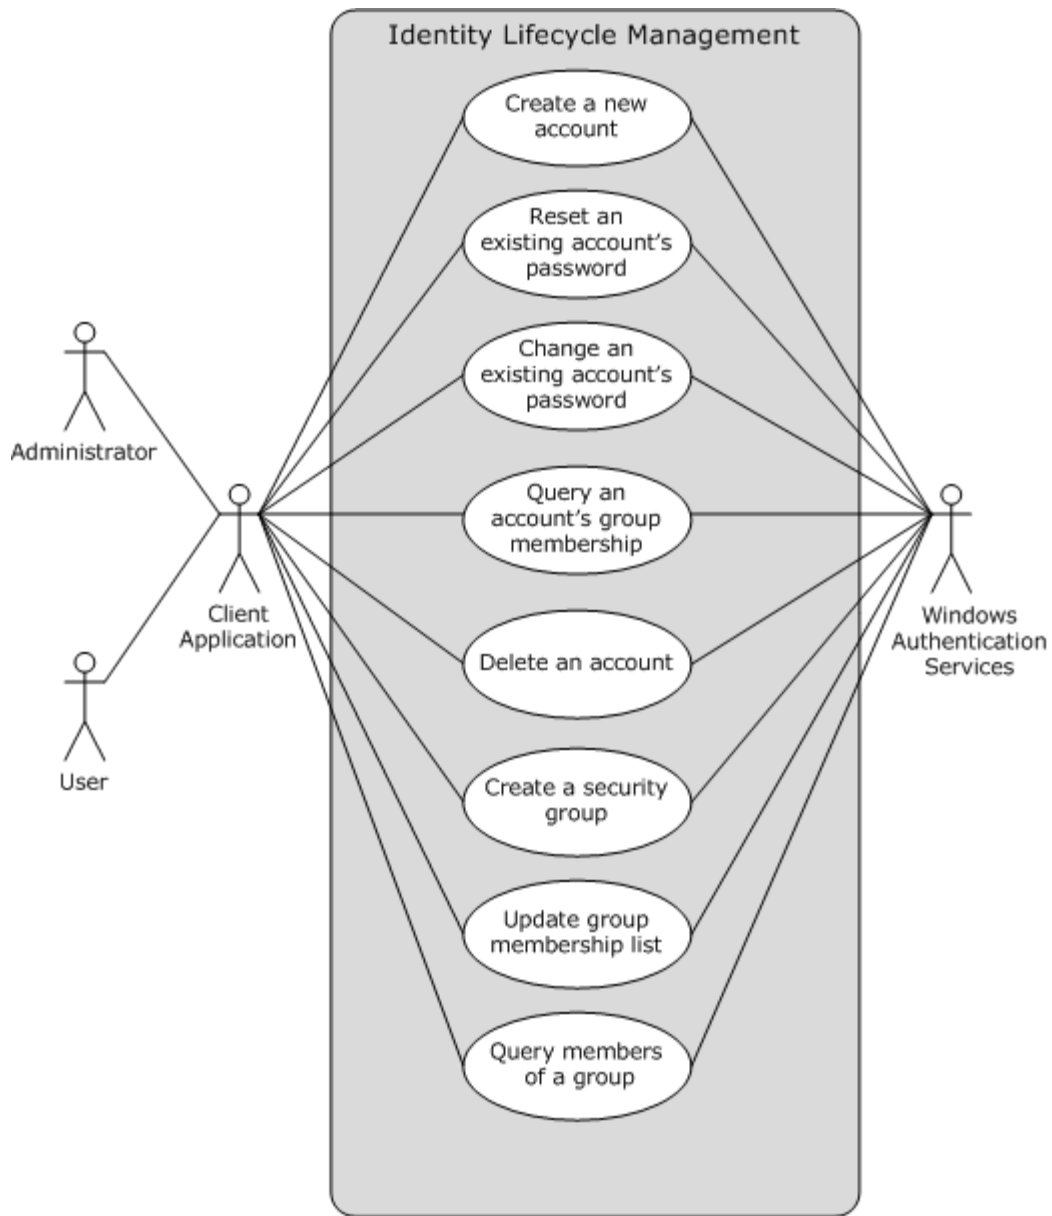 Identity Lifecycle Management
Create a new
account
Reset an
existing account's
password
Change an
existing account's
password
Administrator
Query an
account's group
membership
Client
Application
Windows
Authentication
Services
Delete an account
User
Create a security
group
Update group
membership list
Query members
of a group